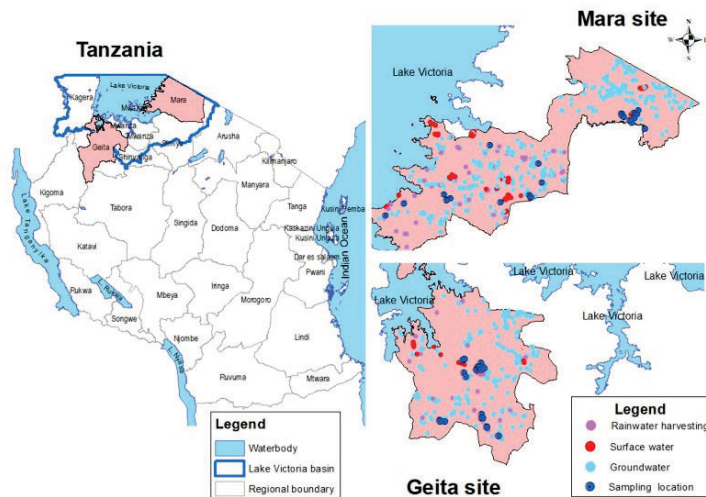 Tanzania
Lake Victoria
Kagera
Mara
Mwanza
Geita
Shinyanga
Arusha
Kilimanjaro
Manyara
Kigoma
Tabora
Singida
Dodoma
Tanga
Kusini Pemba
Kaskazini Unguja
Kusini Unguja
Dar es salaam
Pwani
Lake Tanganyika
Katavi
Rukwa
L. Rukwa
Mbeya
Iringa
Morogoro
Songwe
Njombe
Lindi
L. Nyasa
Ruvuma
Mtwara
Indian Ocean
Legend
Waterbody
Lake Victoria basin
Regional boundary
Mara site
N
W
E
S
Lake Victoria
Lake Victoria
Lake Victoria
Lake Victoria
Lake Victoria
Geita site
Legend
Rainwater harvesting
Surface water
Groundwater
Sampling location